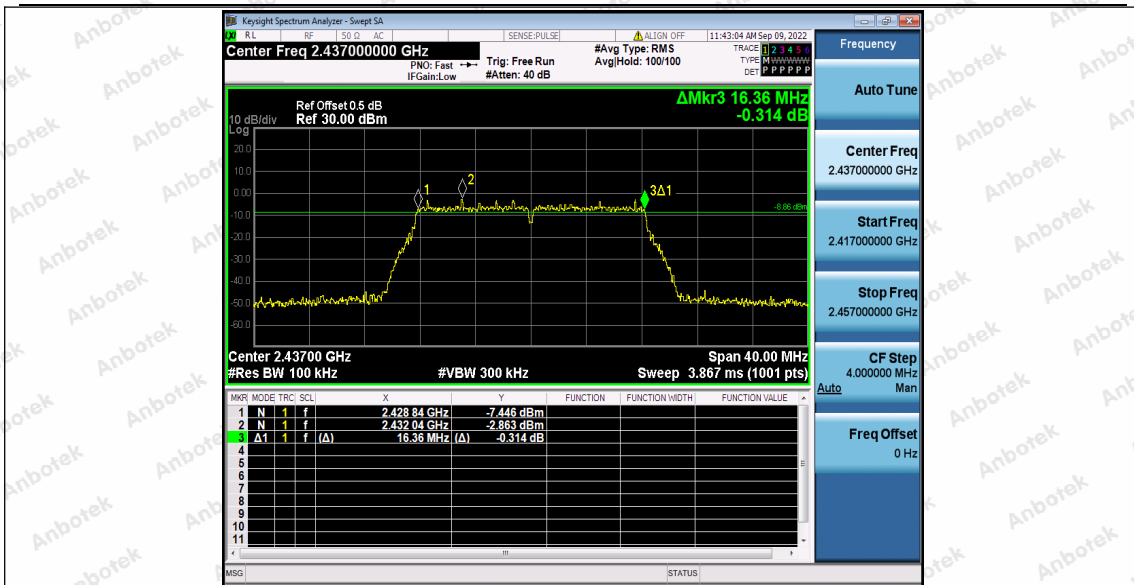 Keysight Spectrum Analyzer - Swept SA
RL RF 50 Ω AC SENSE:PULSE ALIGN OFF 11:43:04 AM Sep 09, 2022
Center Freq 2.437000000 GHz #Avg Type: RMS TRACE 1 2 3 4 5 6
PNO: Fast Trig: Free Run Avg|Hold: 100/100 TYPE M WWWWW
IFGain:Low #Atten: 40 dB DET P P P P P P
Frequency
ΔMkr3 16.36 MHz
Ref Offset 0.5 dB
10 dB/div Ref 30.00 dBm -0.314 dB
Log
20.0
10.0
0.00
-10.0
-20.0
-30.0
-40.0
-50.0
-60.0
1
2
3Δ1
-8.86 dBm
Center 2.43700 GHz Span 40.00 MHz
#Res BW 100 kHz #VBW 300 kHz Sweep 3.867 ms (1001 pts)
MKR MODE TRC SCL X Y FUNCTION FUNCTION WIDTH FUNCTION VALUE
1 N 1 f 2.428 84 GHz -7.446 dBm
2 N 1 f 2.432 04 GHz -2.863 dBm
3 Δ1 1 f (Δ) 16.36 MHz (Δ) -0.314 dB
4
5
6
7
8
9
10
11
MSG STATUS
Auto Tune
Center Freq
2.437000000 GHz
Start Freq
2.417000000 GHz
Stop Freq
2.457000000 GHz
CF Step
4.000000 MHz
Auto Man
Freq Offset
0 Hz
Anbotek